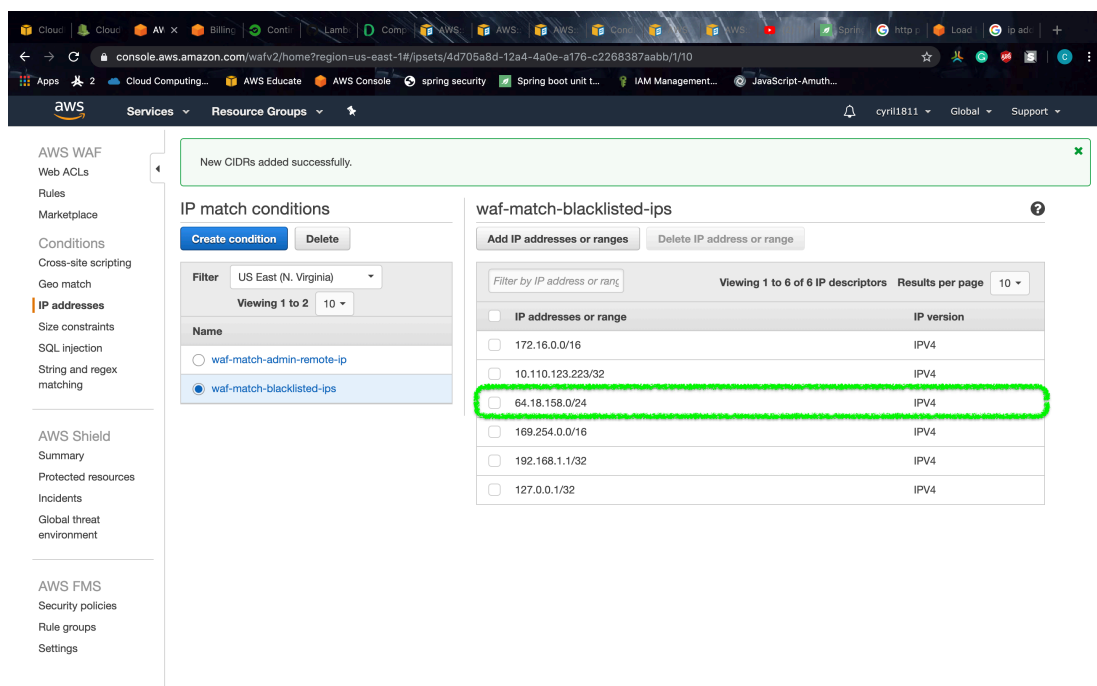 Cloud Cloud AW Billing Contin Lamb Comp AWS: AWS: AWS: Conc AWS: Sprin http p Load ip add
console.aws.amazon.com/wafv2/home?region=us-east-1#/ipsets/4d705a8d-12a4-4a0e-a176-c2268387aabb/1/10
Apps 2 Cloud Computing... AWS Educate AWS Console spring security Spring boot unit t... IAM Management... JavaScript-Amuth...
aws Services Resource Groups cyril1811 Global Support
AWS WAF
Web ACLs
Rules
Marketplace
Conditions
Cross-site scripting
Geo match
IP addresses
Size constraints
SQL injection
String and regex
matching
AWS Shield
Summary
Protected resources
Incidents
Global threat
environment
AWS FMS
Security policies
Rule groups
Settings
New CIDRs added successfully.
IP match conditions
Create condition Delete
Filter US East (N. Virginia)
Viewing 1 to 2 10
Name
waf-match-admin-remote-ip
waf-match-blacklisted-ips
waf-match-blacklisted-ips
Add IP addresses or ranges Delete IP address or range
Filter by IP address or rang Viewing 1 to 6 of 6 IP descriptors Results per page 10
IP addresses or range IP version
172.16.0.0/16 IPV4
10.110.123.223/32 IPV4
64.18.158.0/24 IPV4
169.254.0.0/16 IPV4
192.168.1.1/32 IPV4
127.0.0.1/32 IPV4